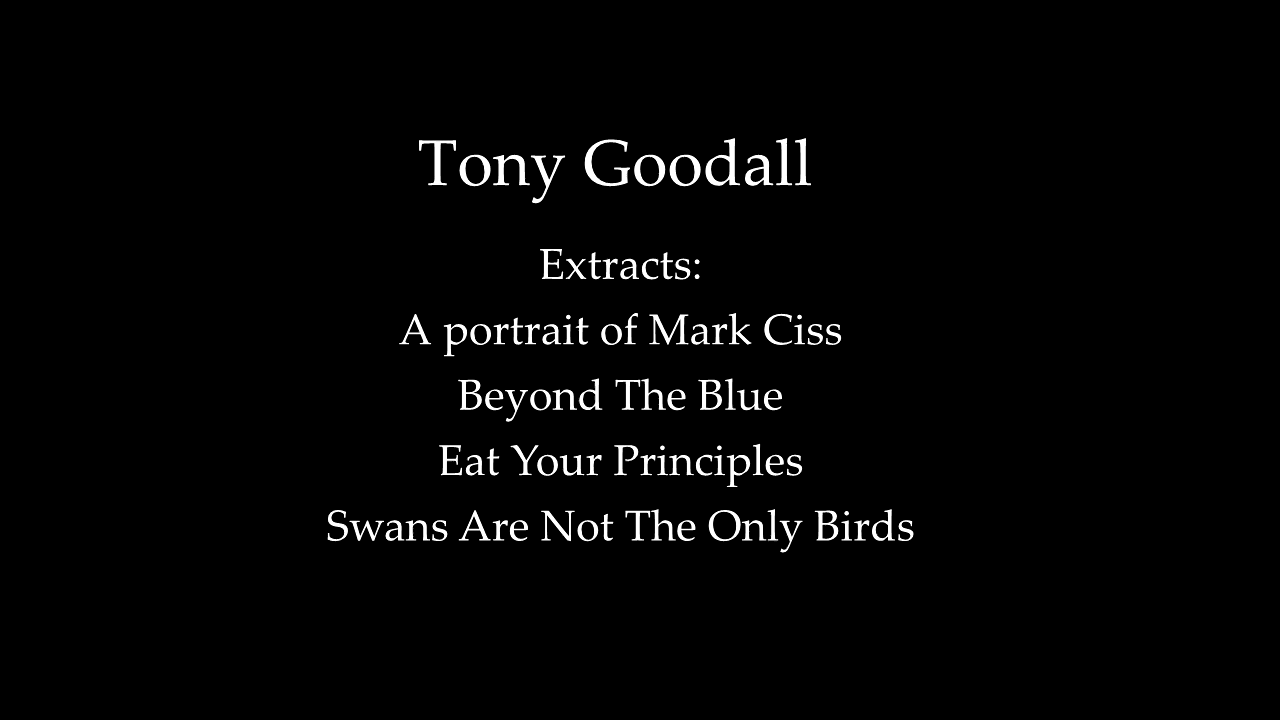 Tony Goodall
Extracts:
A portrait of Mark Ciss
Beyond The Blue
Eat Your Principles
Swans Are Not The Only Birds